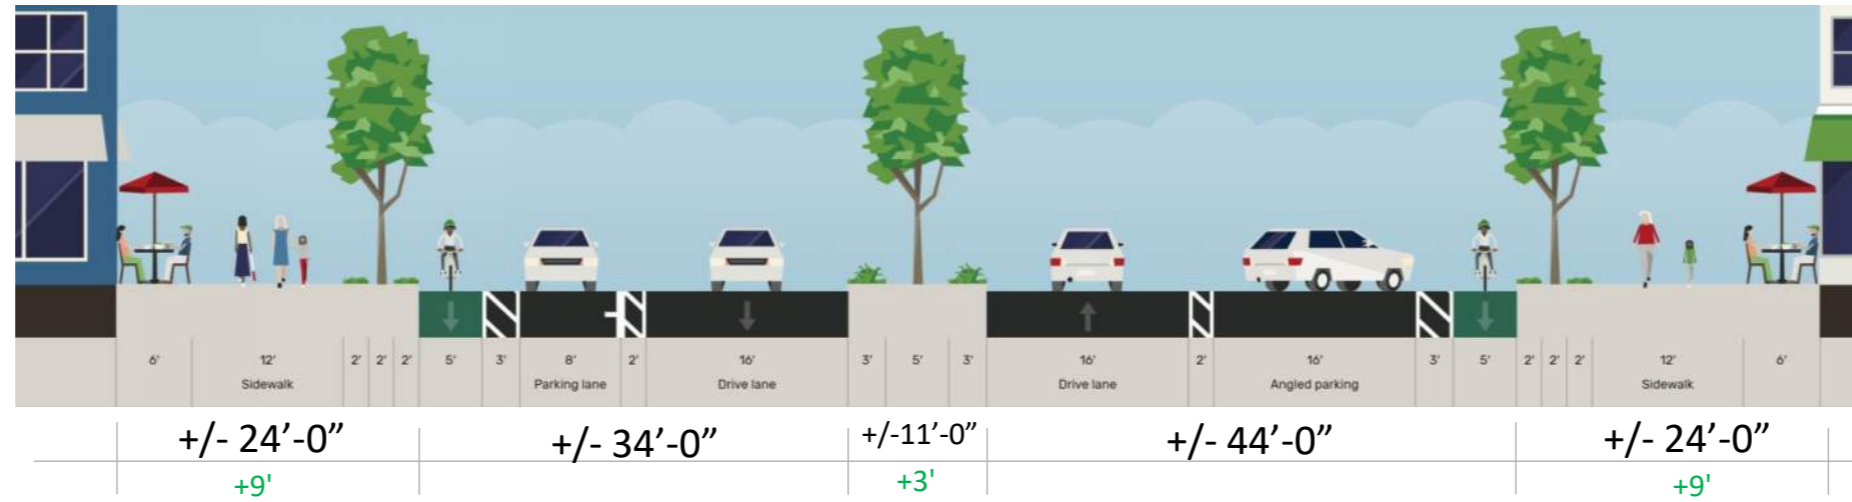 6' 12' 2' 2' 2' 5' 3' 8' 2' 16' 3' 5' 3' 16' 2' 16' 3' 5' 2' 2' 2' 12' 6'
Sidewalk Parking lane Drive lane Drive lane Angled parking Sidewalk
+/- 24’-0” +/- 34’-0” +/-11’-0” +/- 44’-0” +/- 24’-0”
+9' +3' +9'